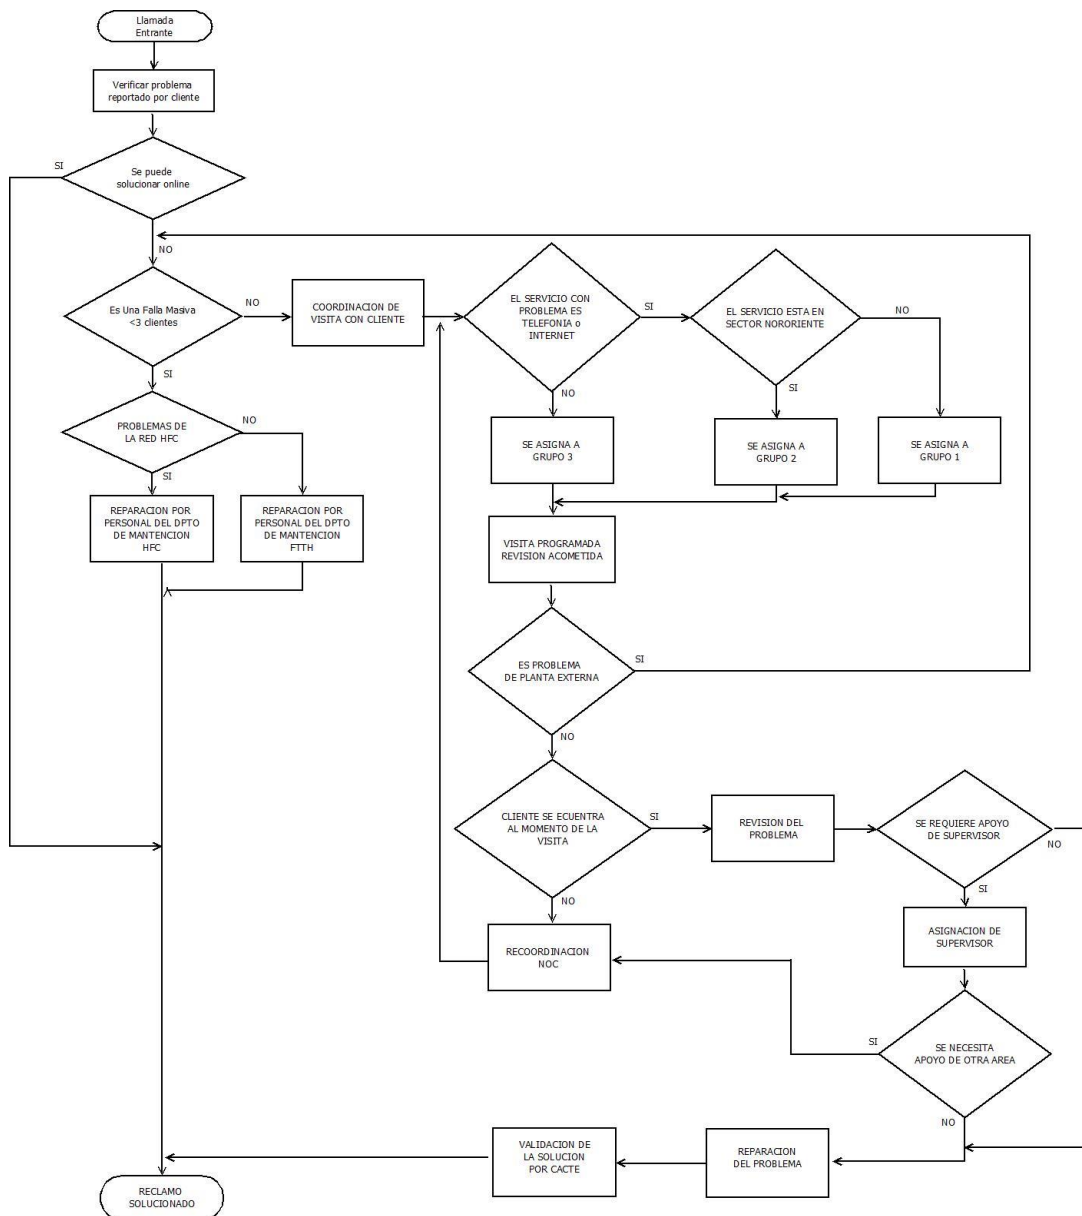 Llamada
Entrante
Verificar problema
reportado por cliente
SI
Se puede
solucionar online
NO
Es Una Falla Masiva
<3 clientes
NO
COORDINACION DE
VISITA CON CLIENTE
EL SERVICIO CON
PROBLEMA ES
TELEFONIA o
INTERNET
SI
EL SERVICIO ESTA EN
SECTOR NORORIENTE
NO
SI
NO
SI
PROBLEMAS DE
LA RED HFC
NO
SE ASIGNA A
GRUPO 3
SE ASIGNA A
GRUPO 2
SE ASIGNA A
GRUPO 1
SI
REPARACION POR
PERSONAL DEL DPTO
DE MANTENCION
HFC
REPARACION POR
PERSONAL DEL DPTO
DE MANTENCION
FTTH
VISITA PROGRAMADA
REVISION ACOMETIDA
ES PROBLEMA
DE PLANTA EXTERNA
SI
NO
CLIENTE SE ECUENTRA
AL MOMENTO DE LA
VISITA
SI
REVISION DEL
PROBLEMA
SE REQUIERE APOYO
DE SUPERVISOR
NO
NO
SI
RECOORDINACION
NOC
ASIGNACION DE
SUPERVISOR
SI
SE NECESITA
APOYO DE OTRA AREA
NO
VALIDACION DE
LA SOLUCION
POR CACTE
REPARACION
DEL PROBLEMA
RECLAMO
SOLUCIONADO